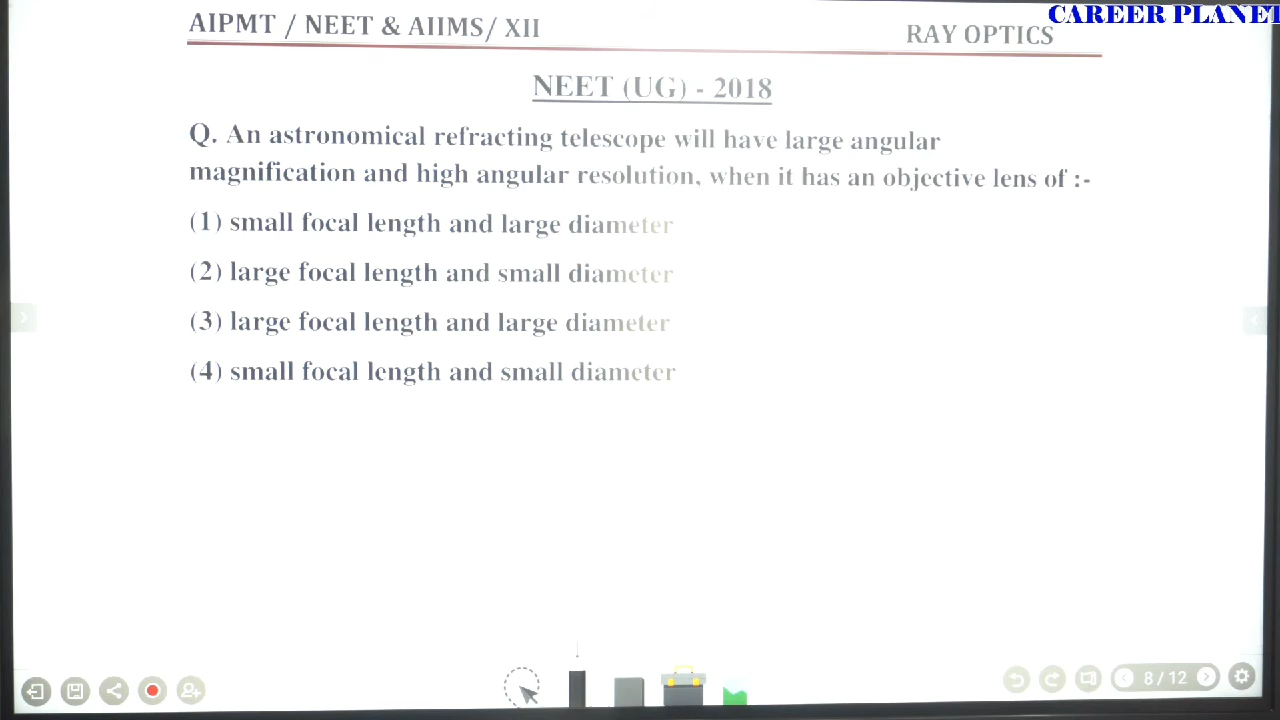 CAREER PLANE
AIPMT / NEET & AIIMS/ XII
RAY OPTICS
NEET (UG) - 2018
Q. An astronomical refracting telescope will have large angular
magnification and high angular resolution, when it has an objective lens of :-
(1) small focal length and large diameter
(2) large focal length and small diameter
(3) large focal length and large diameter
(4) small focal length and small diameter
8 / 12